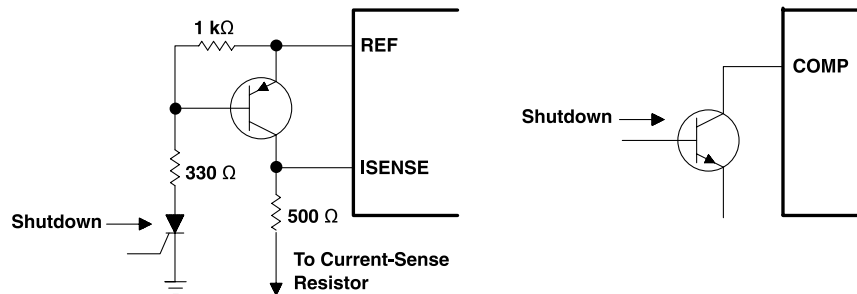 1 kΩ
REF
COMP
Shutdown
330 Ω
ISENSE
500 Ω
Shutdown
To Current-Sense
Resistor